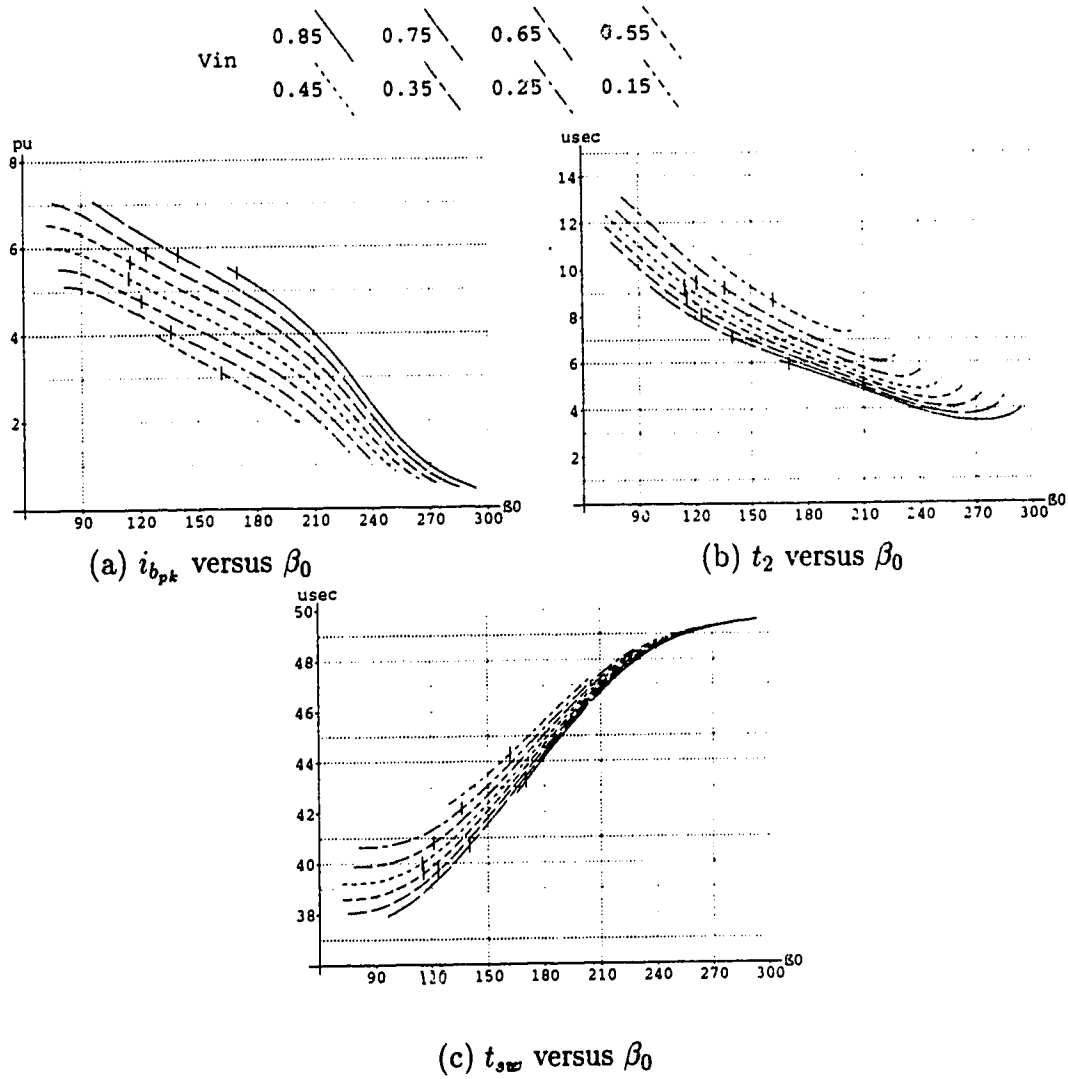 0.85 0.75 0.65 0.55
Vin
0.45 0.35 0.25 0.15
pu
8
6
4
2
90 120 150 180 210 240 270 300 β0
(a) i_{b_{pk}} versus β_0
usec
14
12
10
8
6
4
2
90 120 150 180 210 240 270 300 β0
(b) t_2 versus β_0
usec
50
48
46
44
42
40
38
90 120 150 180 210 240 270 300 β0
(c) t_{sw} versus β_0